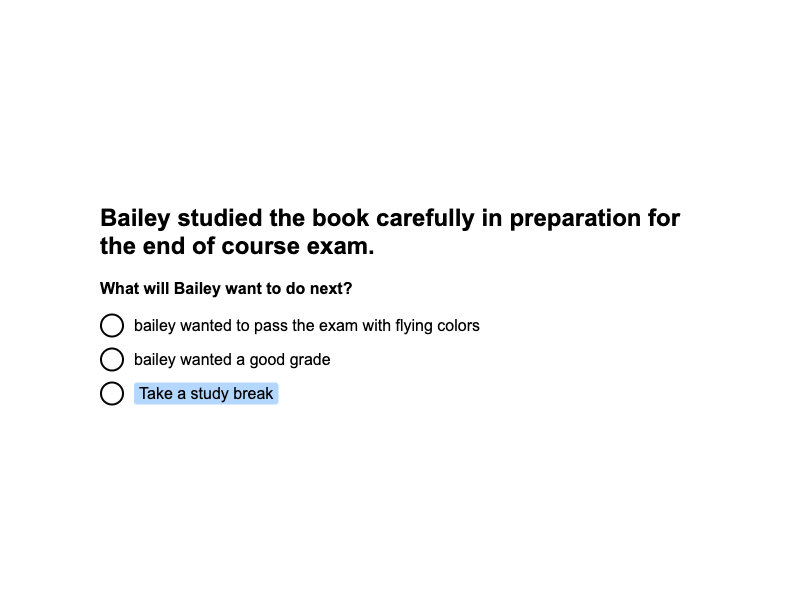 Bailey studied the book carefully in preparation for
the end of course exam.
What will Bailey want to do next?
bailey wanted to pass the exam with flying colors
bailey wanted a good grade
Take a study break